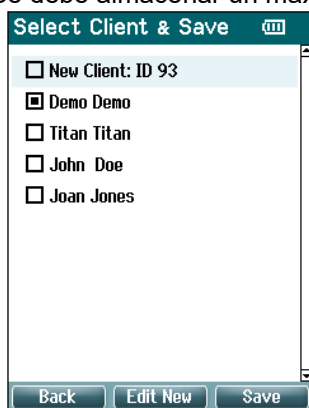 Select Client & Save
New Client: ID 93
Demo Demo
Titan Titan
John Doe
Joan Jones
Back Edit New Save